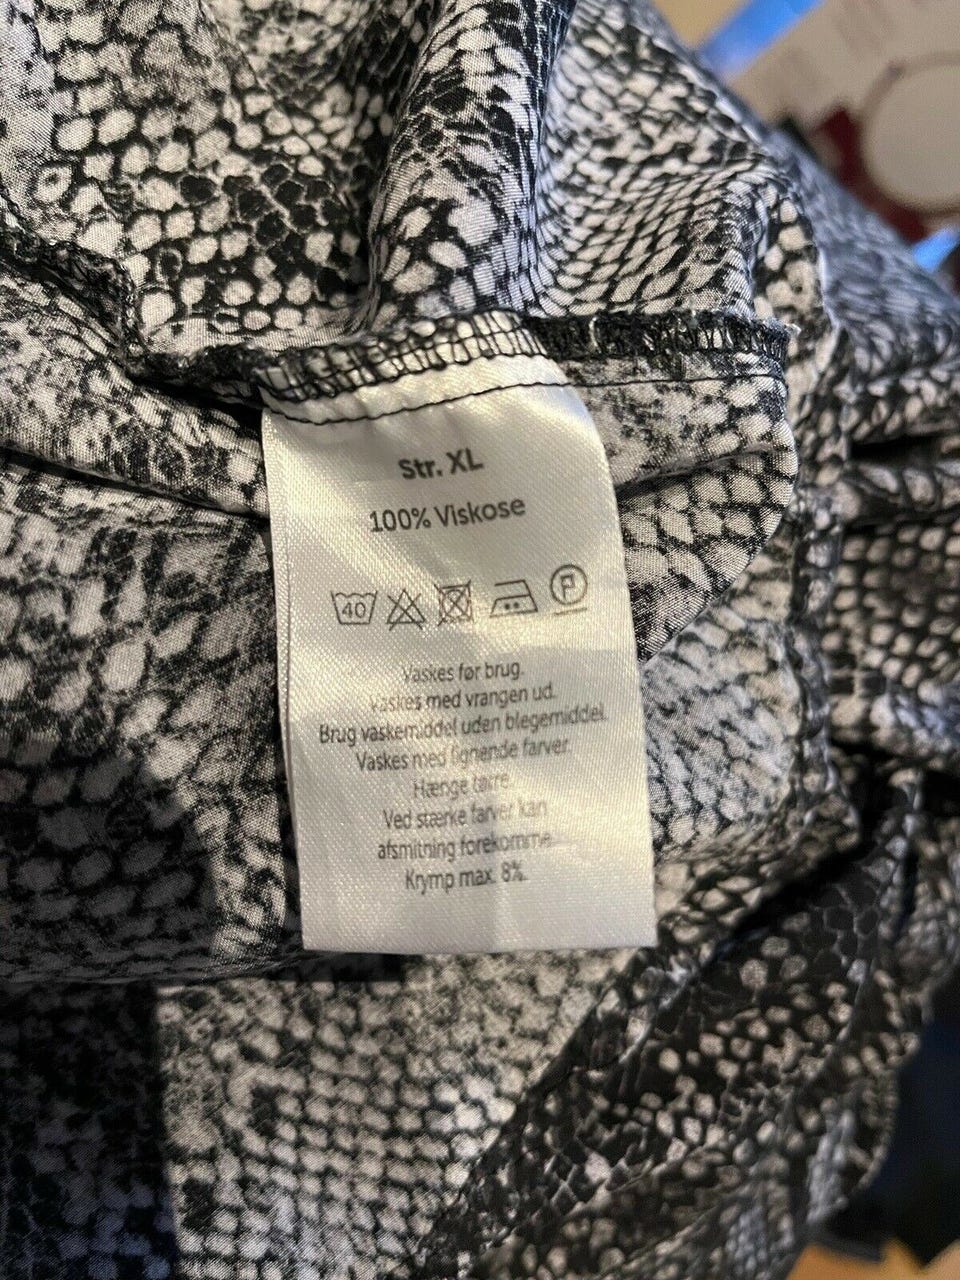 Str. XL
100% Viskose
40 P
Vaskes før brug.
Vaskes med vrangen ud.
Brug vaskemiddel uden blegemiddel.
Vaskes med lignende farver.
Hænge tørre.
Ved stærke farver kan
afsmitning forekomme
Krymp max. 8%.